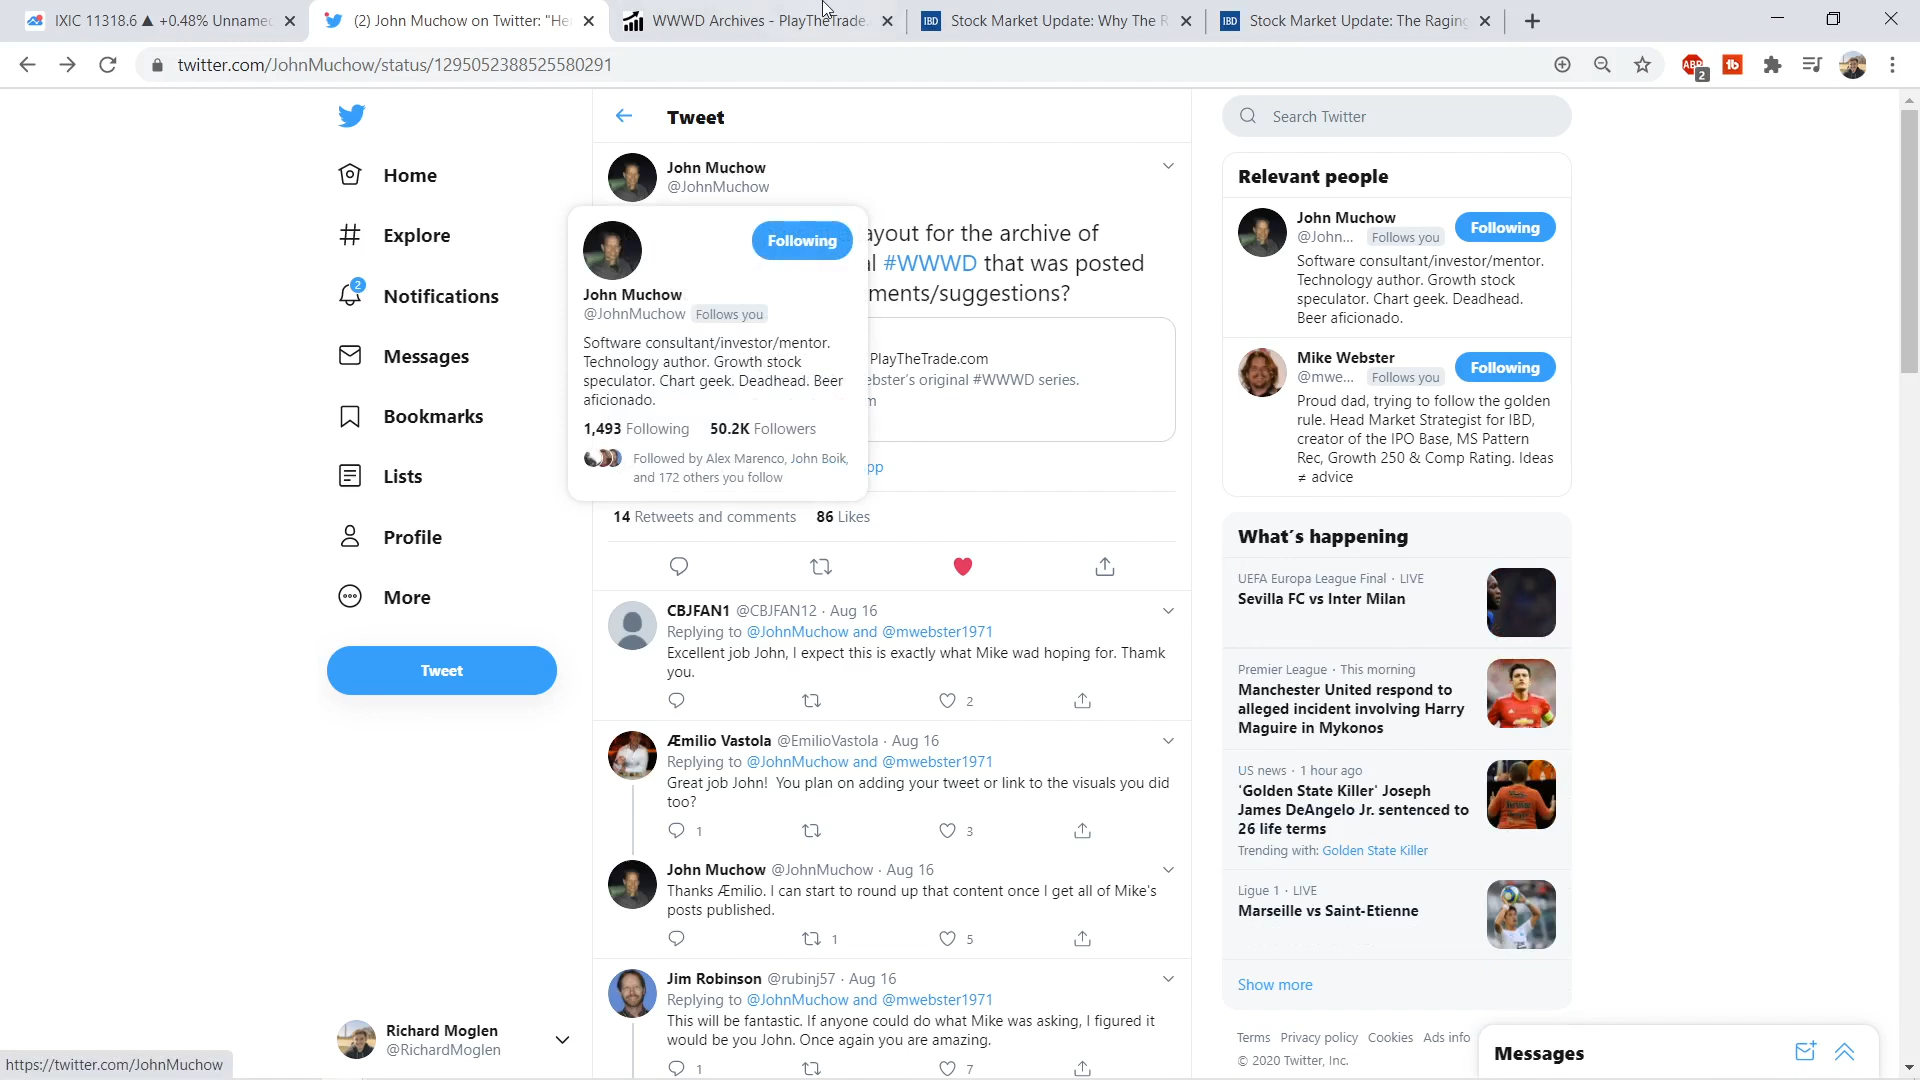 IXIC 11318.6 ▲ +0.48% Unname
(2) John Muchow on Twitter: "He
WWWD Archives - PlayTheTrade.
IBD
Stock Market Update: Why The R
IBD
Stock Market Update: The Raging
twitter.com/JohnMuchow/status/1295052388525580291
ABP
2
tb
Tweet
Search Twitter
Home
Explore
2
Notifications
Messages
Bookmarks
Lists
Profile
More
Tweet
Richard Moglen
@RichardMoglen
https://twitter.com/JohnMuchow
John Muchow
@JohnMuchow
ayout for the archive of
al #WWWD that was posted
ments/suggestions?
PlayTheTrade.com
ebster's original #WWWD series.
m
pp
Following
John Muchow
@JohnMuchow Follows you
Software consultant/investor/mentor.
Technology author. Growth stock
speculator. Chart geek. Deadhead. Beer
aficionado.
1,493 Following 50.2K Followers
Followed by Alex Marenco, John Boik,
and 172 others you follow
14 Retweets and comments 86 Likes
CBJFAN1 @CBJFAN12 · Aug 16
Replying to @JohnMuchow and @mwebster1971
Excellent job John, I expect this is exactly what Mike wad hoping for. Thamk
you.
2
Æmilio Vastola @EmilioVastola · Aug 16
Replying to @JohnMuchow and @mwebster1971
Great job John! You plan on adding your tweet or link to the visuals you did
too?
1 3
John Muchow @JohnMuchow · Aug 16
Thanks Æmilio. I can start to round up that content once I get all of Mike's
posts published.
1 5
Jim Robinson @rubinj57 · Aug 16
Replying to @JohnMuchow and @mwebster1971
This will be fantastic. If anyone could do what Mike was asking, I figured it
would be you John. Once again you are amazing.
1 7
Relevant people
John Muchow
@John... Follows you
Following
Software consultant/investor/mentor.
Technology author. Growth stock
speculator. Chart geek. Deadhead.
Beer aficionado.
Mike Webster
@mwe... Follows you
Following
Proud dad, trying to follow the golden
rule. Head Market Strategist for IBD,
creator of the IPO Base, MS Pattern
Rec, Growth 250 & Comp Rating. Ideas
≠ advice
What's happening
UEFA Europa League Final · LIVE
Sevilla FC vs Inter Milan
Premier League · This morning
Manchester United respond to
alleged incident involving Harry
Maguire in Mykonos
US news · 1 hour ago
'Golden State Killer' Joseph
James DeAngelo Jr. sentenced to
26 life terms
Trending with: Golden State Killer
Ligue 1 · LIVE
Marseille vs Saint-Etienne
Show more
Terms Privacy policy Cookies Ads info
© 2020 Twitter, Inc.
Messages